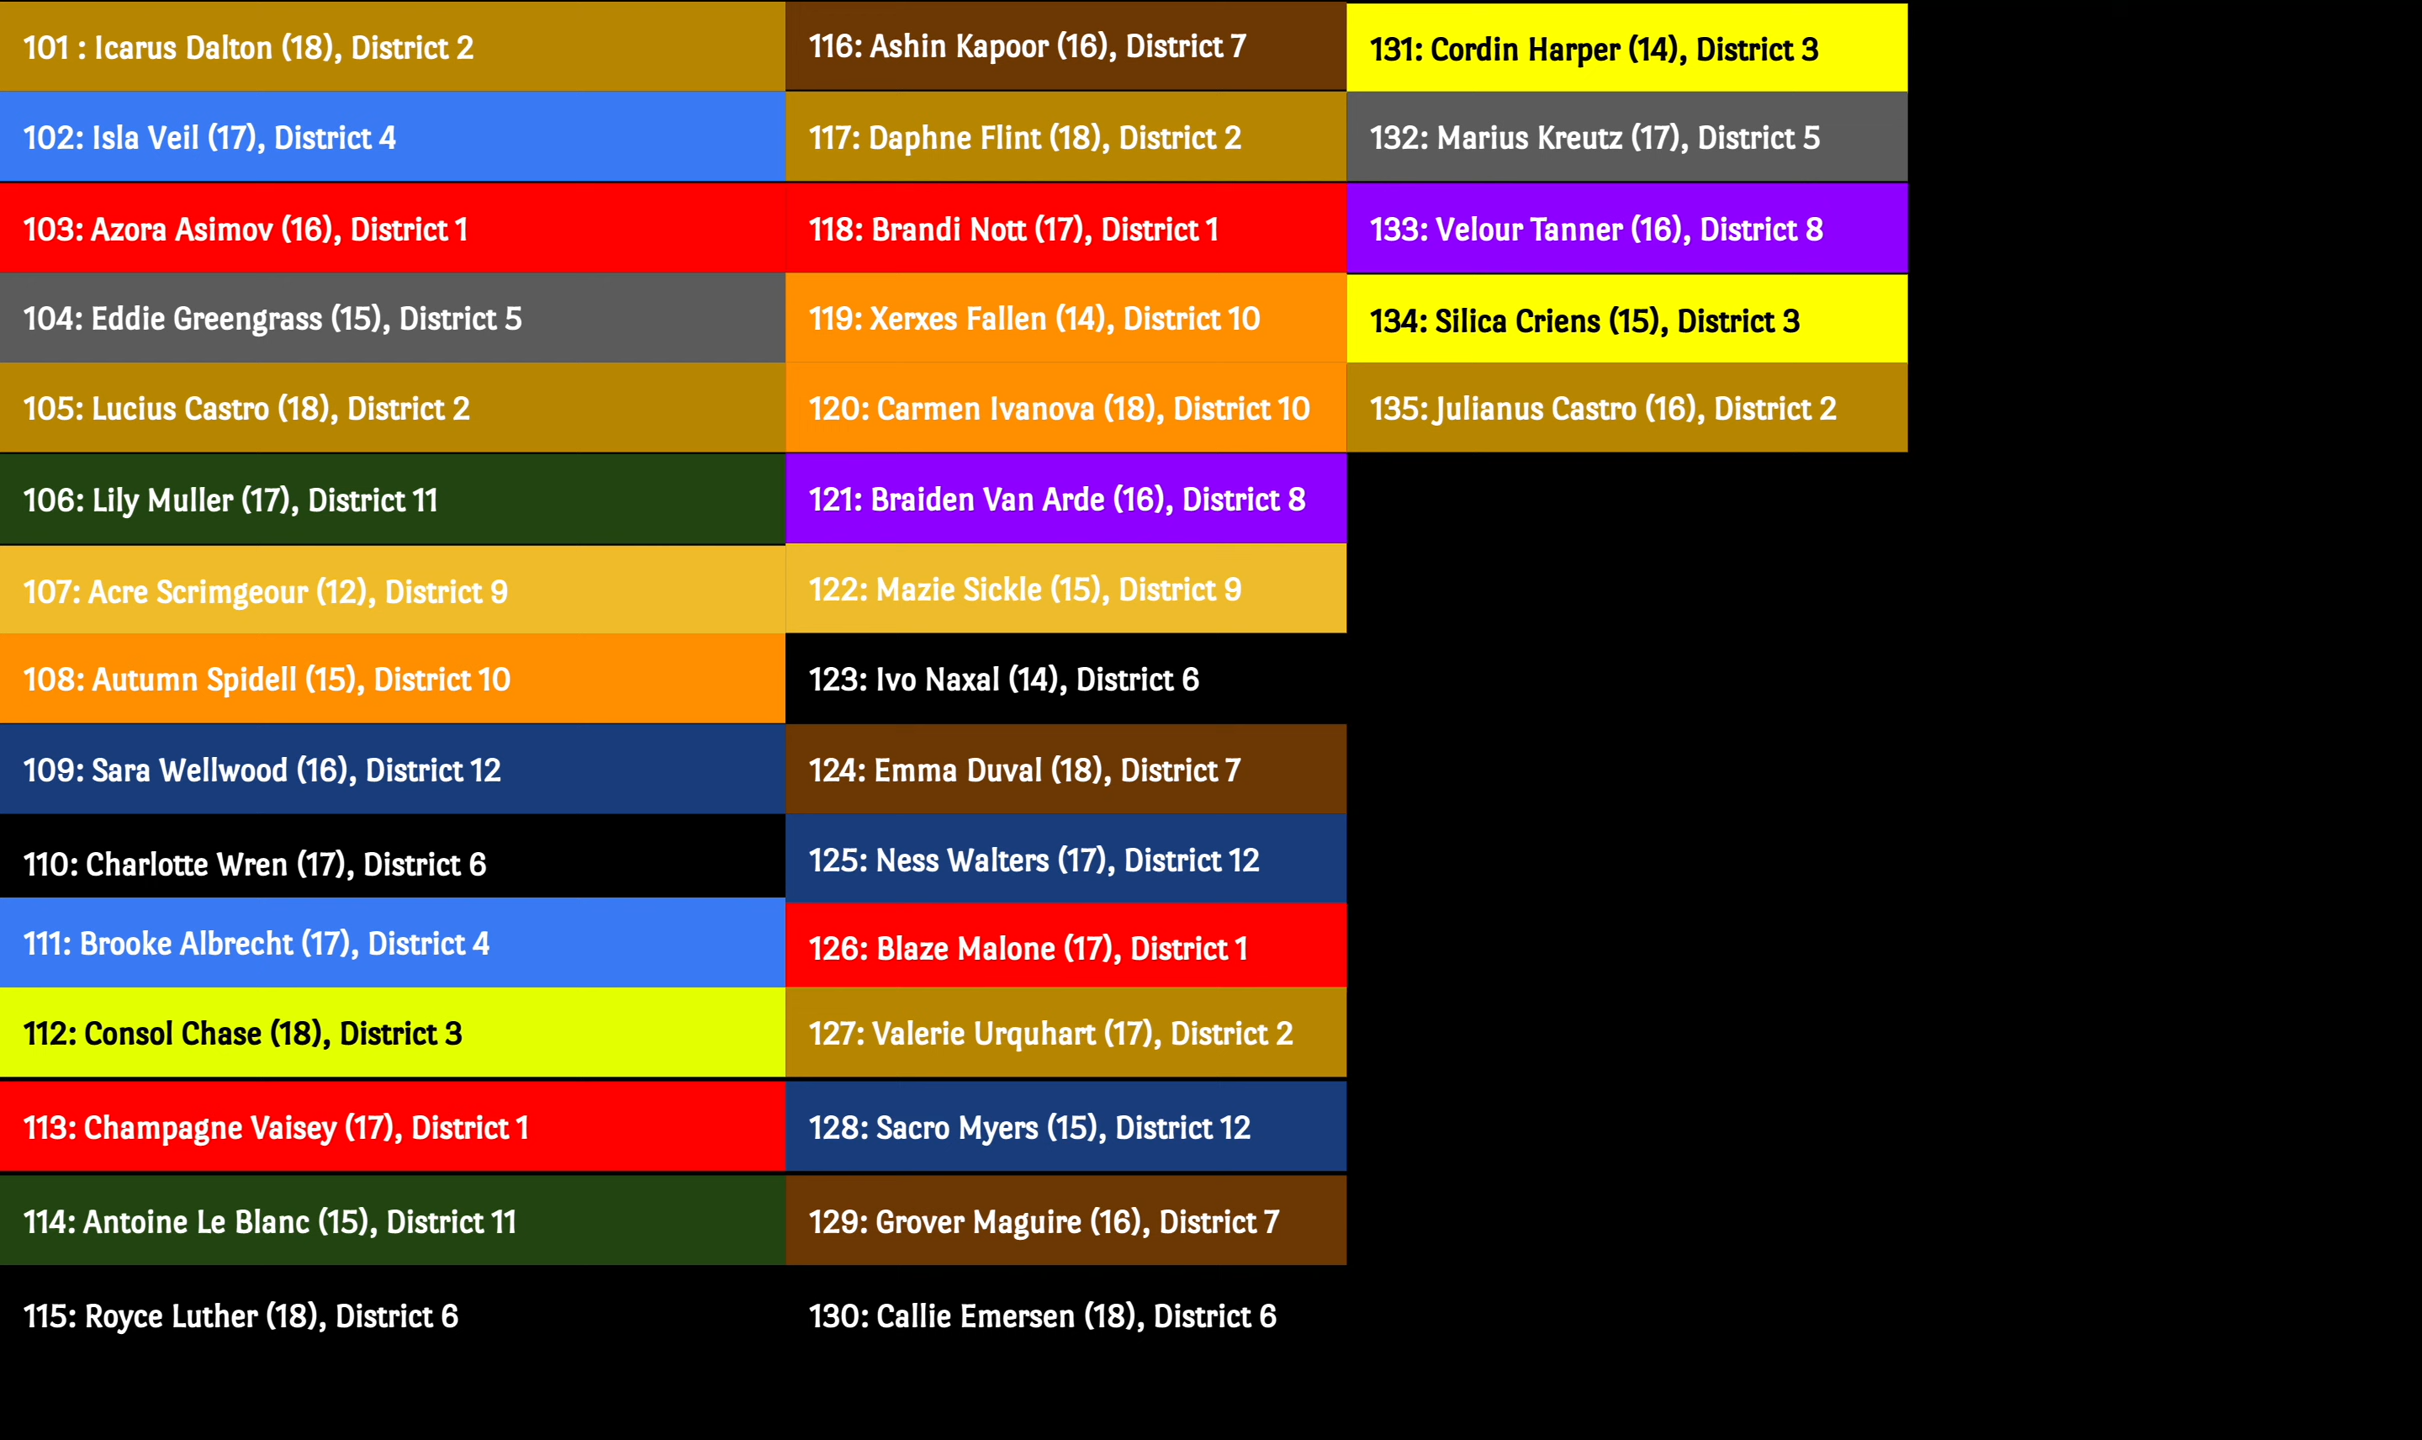 101 : Icarus Dalton (18), District 2
102: Isla Veil (17), District 4
103: Azora Asimov (16), District 1
104: Eddie Greengrass (15), District 5
105: Lucius Castro (18), District 2
106: Lily Muller (17), District 11
107: Acre Scrimgeour (12), District 9
108: Autumn Spidell (15), District 10
109: Sara Wellwood (16), District 12
110: Charlotte Wren (17), District 6
111: Brooke Albrecht (17), District 4
112: Consol Chase (18), District 3
113: Champagne Vaisey (17), District 1
114: Antoine Le Blanc (15), District 11
115: Royce Luther (18), District 6
116: Ashin Kapoor (16), District 7
117: Daphne Flint (18), District 2
118: Brandi Nott (17), District 1
119: Xerxes Fallen (14), District 10
120: Carmen Ivanova (18), District 10
121: Braiden Van Arde (16), District 8
122: Mazie Sickle (15), District 9
123: Ivo Naxal (14), District 6
124: Emma Duval (18), District 7
125: Ness Walters (17), District 12
126: Blaze Malone (17), District 1
127: Valerie Urquhart (17), District 2
128: Sacro Myers (15), District 12
129: Grover Maguire (16), District 7
130: Callie Emersen (18), District 6
131: Cordin Harper (14), District 3
132: Marius Kreutz (17), District 5
133: Velour Tanner (16), District 8
134: Silica Criens (15), District 3
135: Julianus Castro (16), District 2